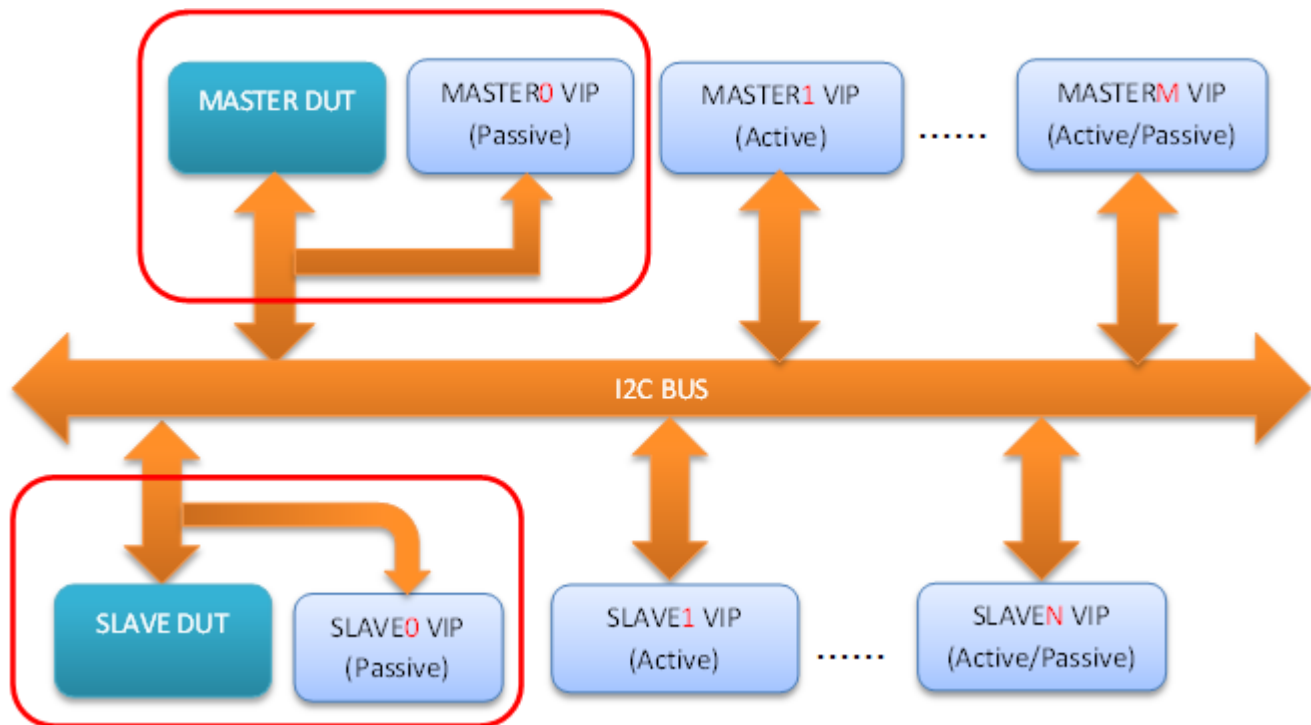 MASTER DUT
MASTER0 VIP
(Passive)
MASTER1 VIP
(Active)
......
MASTERM VIP
(Active/Passive)
I2C BUS
SLAVE DUT
SLAVE0 VIP
(Passive)
SLAVE1 VIP
(Active)
......
SLAVEN VIP
(Active/Passive)